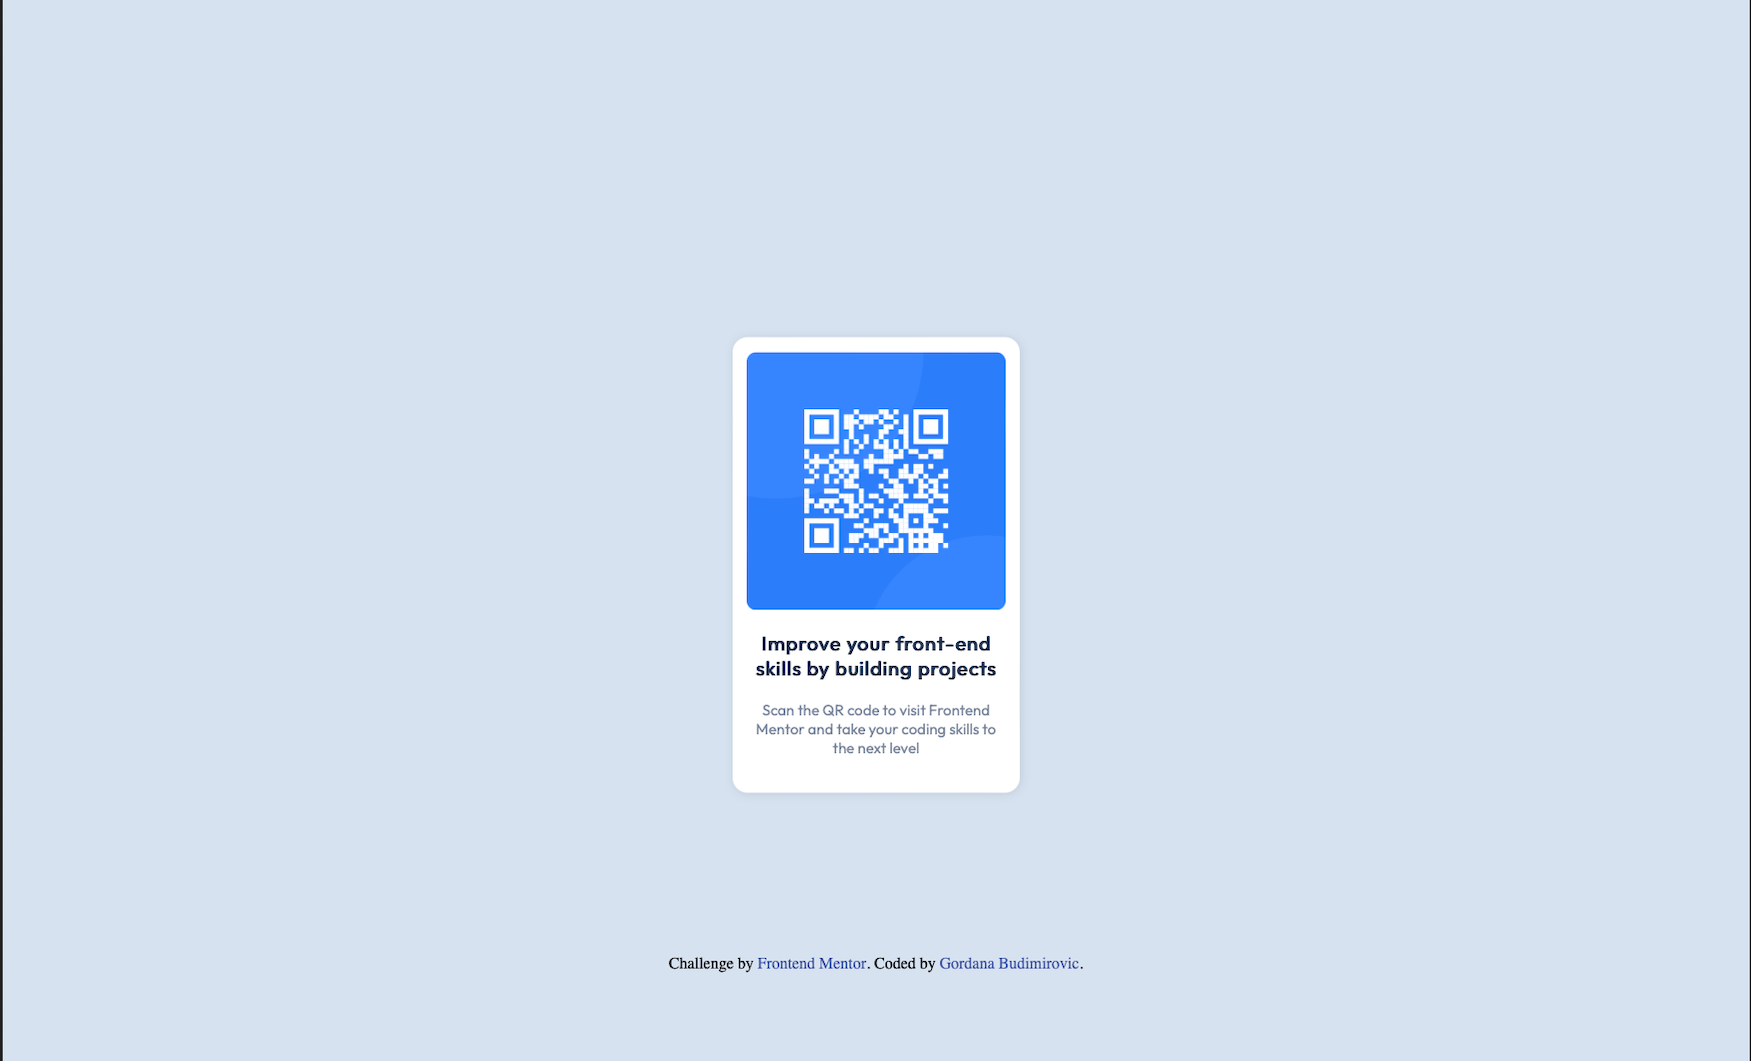 Improve your front-end
skills by building projects
Scan the QR code to visit Frontend
Mentor and take your coding skills to
the next level
Challenge by Frontend Mentor. Coded by Gordana Budimirovic.